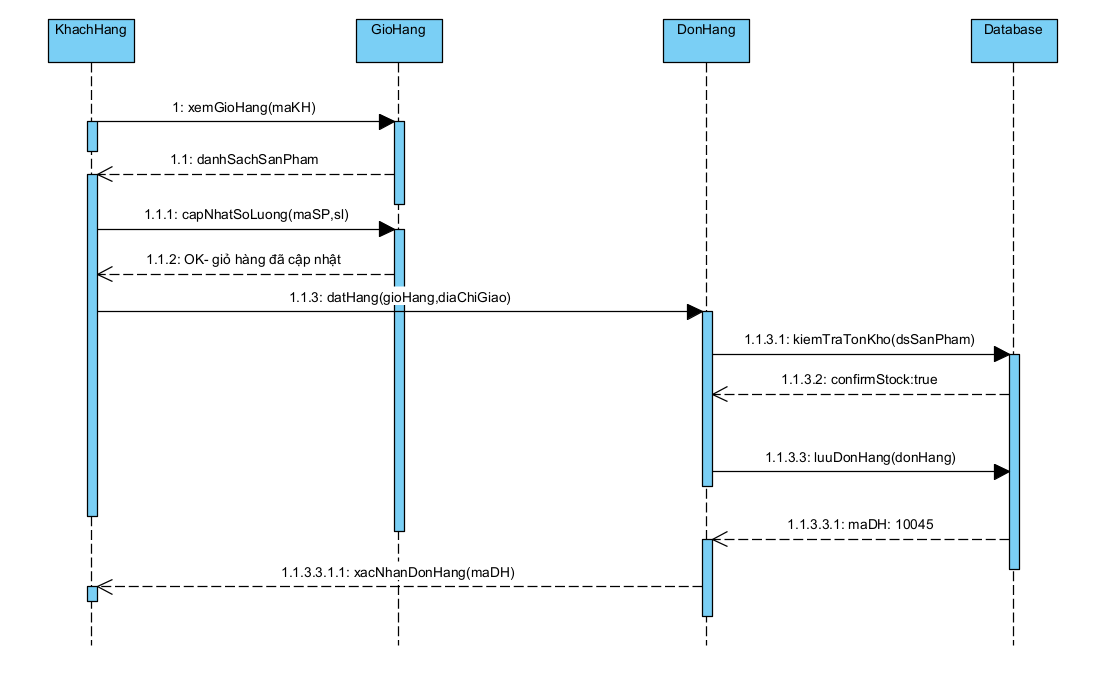 KhachHang
GioHang
DonHang
Database
1: xemGioHang(maKH)
1.1: danhSachSanPham
1.1.1: capNhatSoLuong(maSP,sl)
1.1.2: OK- giỏ hàng đã cập nhật
1.1.3: datHang(gioHang,diaChiGiao)
1.1.3.1: kiemTraTonKho(dsSanPham)
1.1.3.2: confirmStock:true
1.1.3.3: luuDonHang(donHang)
1.1.3.3.1: maDH: 10045
1.1.3.3.1.1: xacNhanDonHang(maDH)